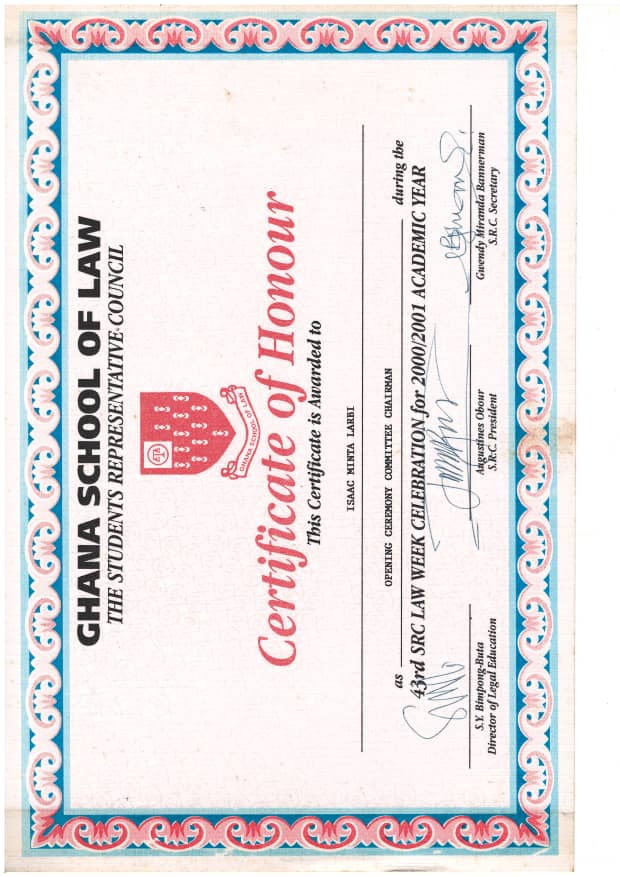 GHANA SCHOOL OF LAW
THE STUDENTS REPRESENTATIVE COUNCIL
GHANA SCHOOL OF LAW
Certificate of Honour
This Certificate is Awarded to
ISAAC MINTA LARBI
as OPENING CEREMONY COMMITTEE CHAIRMAN during the
43rd SRC LAW WEEK CELEBRATION for 2000/2001 ACADEMIC YEAR
S.Y. Bimpong-Buta Augustines Obour Gwendy Miranda Bannerman
Director of Legal Education S.R.C. President S.R.C. Secretary